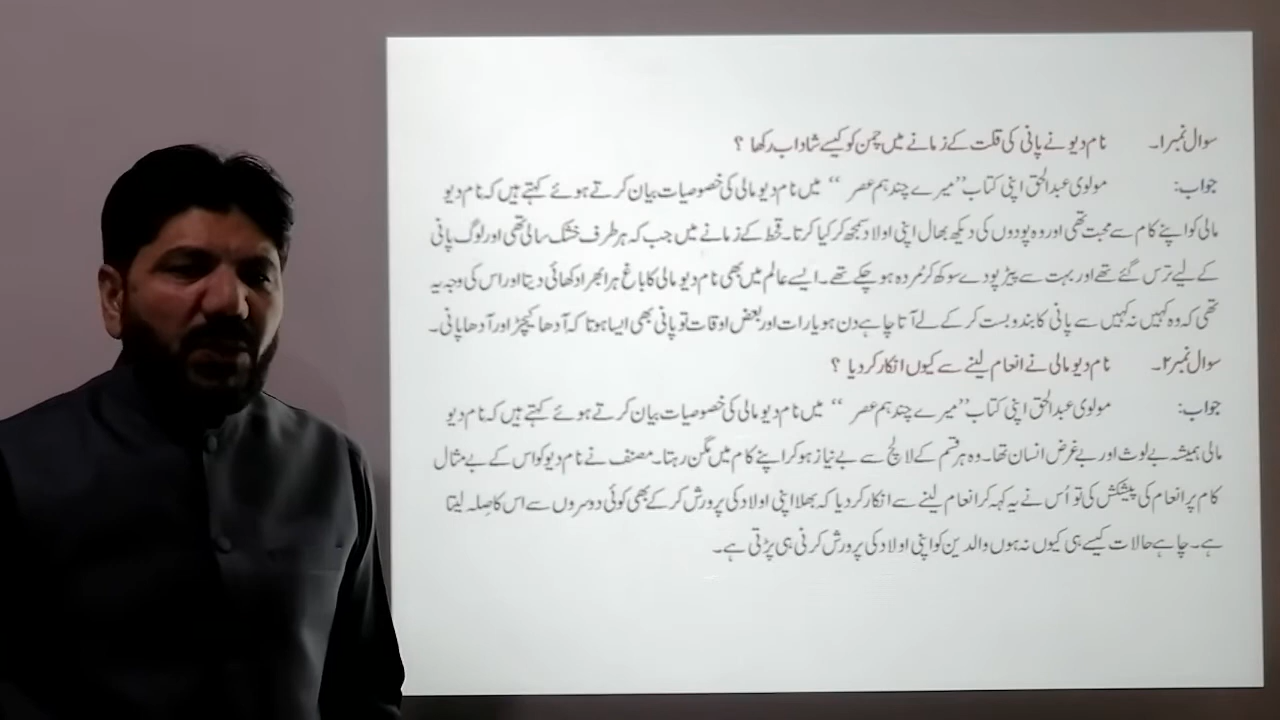 سوال نمبر۱۔ نام دیو نے پانی کی قلت کے زمانے میں چمن کو کیسے شاداب رکھا ؟
جواب: مولوی عبدالحق اپنی کتاب ’’میرے چند ہم عصر ‘‘ میں نام دیو مالی کی خصوصیات بیان کرتے ہوئے کہتے ہیں کہ نام دیو
مالی کو اپنے کام سے محبت تھی اور وہ پودوں کی دیکھ بھال اپنی اولاد سمجھ کر کیا کرتا۔ قحط کے زمانے میں جب کہ ہر طرف خشک سالی تھی اور لوگ پانی
کے لیے ترس گئے تھے اور بہت سے پیڑ پودے سوکھ کر مُردہ ہو چکے تھے۔ ایسے عالم میں بھی نام دیو مالی کا باغ ہرا بھرا دکھائی دیتا اور اس کی وجہ یہ
تھی کہ وہ کہیں نہ کہیں سے پانی کا بندوبست کر کے لے آتا چاہے دن ہو یا رات اور بعض اوقات تو پانی بھی ایسا ہوتا کہ آدھا کیچڑ اور آدھا پانی۔
سوال نمبر۲۔ نام دیو مالی نے انعام لینے سے کیوں انکار کر دیا ؟
جواب: مولوی عبدالحق اپنی کتاب ’’میرے چند ہم عصر ‘‘ میں نام دیو مالی کی خصوصیات بیان کرتے ہوئے کہتے ہیں کہ نام دیو
مالی ہمیشہ بے لوث اور بے غرض انسان تھا۔ وہ ہر قسم کے لالچ سے بے نیاز ہو کر اپنے کام میں مگن رہتا۔ مصنف نے نام دیو کو اس کے بے مثال
کام پر انعام کی پیشکش کی تو اُس نے یہ کہہ کر انعام لینے سے انکار کر دیا کہ بھلا اپنی اولاد کی پرورش کر کے بھی کوئی دوسروں سے اس کا صِلہ لیتا
ہے۔ چاہے حالات کیسے ہی کیوں نہ ہوں والدین کو اپنی اولاد کی پرورش کرنی ہی پڑتی ہے۔